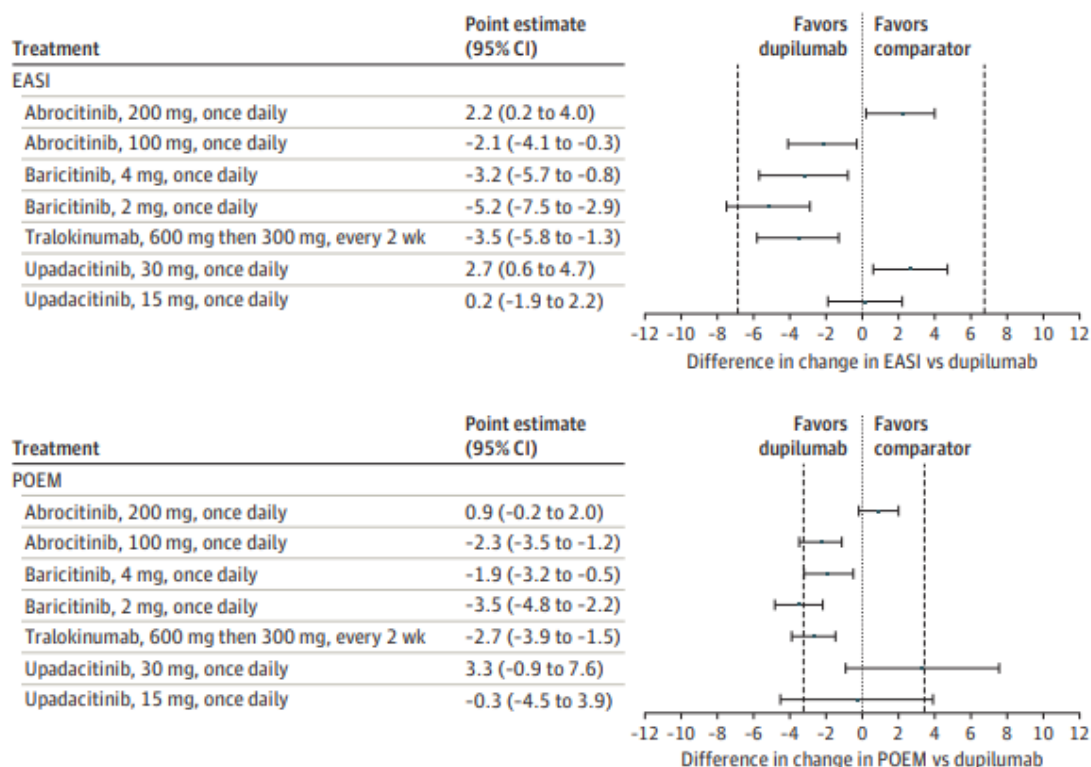 Treatment Point estimate (95% CI) Favors dupilumab Favors comparator
EASI
Abrocitinib, 200 mg, once daily 2.2 (0.2 to 4.0)
Abrocitinib, 100 mg, once daily -2.1 (-4.1 to -0.3)
Baricitinib, 4 mg, once daily -3.2 (-5.7 to -0.8)
Baricitinib, 2 mg, once daily -5.2 (-7.5 to -2.9)
Tralokinumab, 600 mg then 300 mg, every 2 wk -3.5 (-5.8 to -1.3)
Upadacitinib, 30 mg, once daily 2.7 (0.6 to 4.7)
Upadacitinib, 15 mg, once daily 0.2 (-1.9 to 2.2)
-12 -10 -8 -6 -4 -2 0 2 4 6 8 10 12
Difference in change in EASI vs dupilumab
Treatment Point estimate (95% CI) Favors dupilumab Favors comparator
POEM
Abrocitinib, 200 mg, once daily 0.9 (-0.2 to 2.0)
Abrocitinib, 100 mg, once daily -2.3 (-3.5 to -1.2)
Baricitinib, 4 mg, once daily -1.9 (-3.2 to -0.5)
Baricitinib, 2 mg, once daily -3.5 (-4.8 to -2.2)
Tralokinumab, 600 mg then 300 mg, every 2 wk -2.7 (-3.9 to -1.5)
Upadacitinib, 30 mg, once daily 3.3 (-0.9 to 7.6)
Upadacitinib, 15 mg, once daily -0.3 (-4.5 to 3.9)
-12 -10 -8 -6 -4 -2 0 2 4 6 8 10 12
Difference in change in POEM vs dupilumab